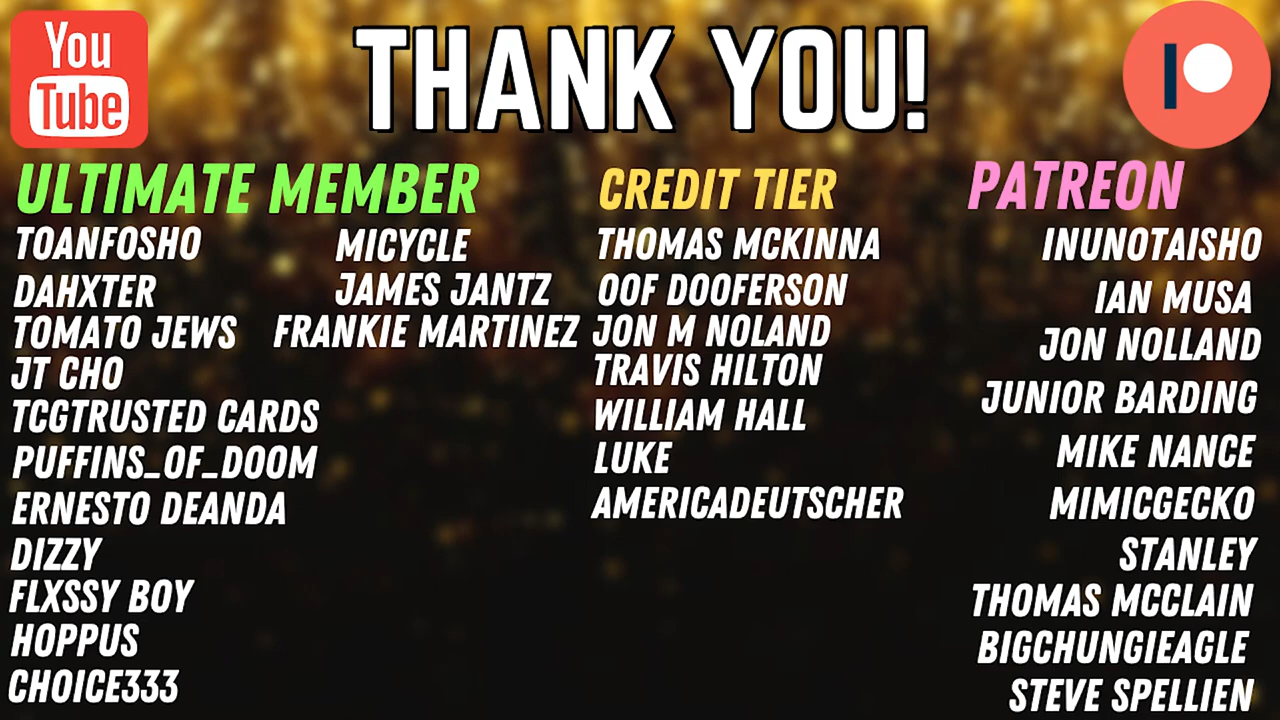 You
Tube
THANK YOU!
ULTIMATE MEMBER
TOANFOSHO
DAHXTER
TOMATO JEWS
JT CHO
TCGTRUSTED CARDS
PUFFINS_OF_DOOM
ERNESTO DEANDA
DIZZY
FLXSSY BOY
HOPPUS
CHOICE333
MICYCLE
JAMES JANTZ
FRANKIE MARTINEZ
CREDIT TIER
THOMAS MCKINNA
OOF DOOFERSON
JON M NOLAND
TRAVIS HILTON
WILLIAM HALL
LUKE
AMERICADEUTSCHER
PATREON
INUNOTAISHO
IAN MUSA
JON NOLLAND
JUNIOR BARDING
MIKE NANCE
MIMICGECKO
STANLEY
THOMAS MCCLAIN
BIGCHUNGIEAGLE
STEVE SPELLIEN